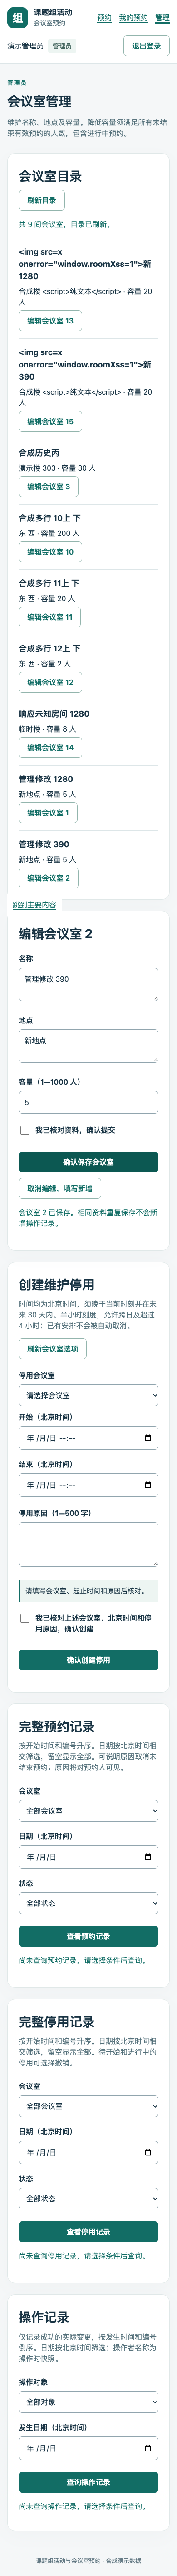 组
课题组活动
会议室预约
预约
我的预约
管理
演示管理员
管理员
退出登录
管理员
会议室管理
维护名称、地点及容量。降低容量须满足所有未结
束有效预约的人数，包含进行中预约。
会议室目录
刷新目录
共 9 间会议室，目录已刷新。
<img src=x
onerror="window.roomXss=1">新
1280
合成楼 <script>纯文本</script> · 容量 20
人
编辑会议室 13
<img src=x
onerror="window.roomXss=1">新
390
合成楼 <script>纯文本</script> · 容量 20
人
编辑会议室 15
合成历史丙
演示楼 303 · 容量 30 人
编辑会议室 3
合成多行 10上 下
东 西 · 容量 200 人
编辑会议室 10
合成多行 11上 下
东 西 · 容量 20 人
编辑会议室 11
合成多行 12上 下
东 西 · 容量 2 人
编辑会议室 12
响应未知房间 1280
临时楼 · 容量 8 人
编辑会议室 14
管理修改 1280
新地点 · 容量 5 人
编辑会议室 1
管理修改 390
新地点 · 容量 5 人
编辑会议室 2
跳到主要内容
编辑会议室 2
名称
管理修改 390
地点
新地点
容量（1—1000 人）
5
我已核对资料，确认提交
确认保存会议室
取消编辑，填写新增
会议室 2 已保存。相同资料重复保存不会新
增操作记录。
创建维护停用
时间均为北京时间，须晚于当前时刻并在未
来 30 天内。半小时刻度，允许跨日及超过
4 小时；已有安排不会被自动取消。
刷新会议室选项
停用会议室
请选择会议室
开始（北京时间）
年 /月/日 --:--
结束（北京时间）
年 /月/日 --:--
停用原因（1—500 字）
请填写会议室、起止时间和原因后核对。
我已核对上述会议室、北京时间和停
用原因，确认创建
确认创建停用
完整预约记录
按开始时间和编号升序。日期按北京时间相
交筛选，留空显示全部。可说明原因取消未
结束预约；原因将对预约人可见。
会议室
全部会议室
日期（北京时间）
年 /月/日
状态
全部状态
查看预约记录
尚未查询预约记录，请选择条件后查询。
完整停用记录
按开始时间和编号升序。日期按北京时间相
交筛选，留空显示全部。待开始和进行中的
停用可选择撤销。
会议室
全部会议室
日期（北京时间）
年 /月/日
状态
全部状态
查看停用记录
尚未查询停用记录，请选择条件后查询。
操作记录
仅记录成功的实际变更，按发生时间和编号
倒序。日期按北京时间筛选；操作者名称为
操作时快照。
操作对象
全部对象
发生日期（北京时间）
年 /月/日
查询操作记录
尚未查询操作记录，请选择条件后查询。
课题组活动与会议室预约 · 合成演示数据